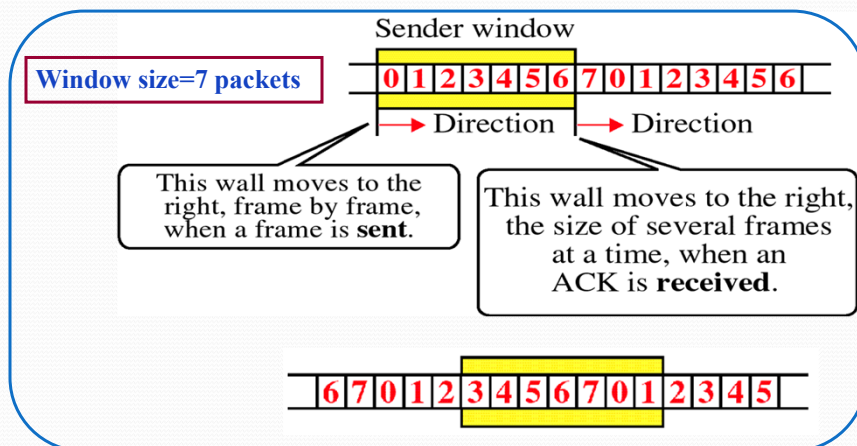 Sender window
Window size=7 packets
0 1 2 3 4 5 6 7 0 1 2 3 4 5 6
Direction Direction
This wall moves to the
right, frame by frame,
when a frame is sent.
This wall moves to the right,
the size of several frames
at a time, when an
ACK is received.
6 7 0 1 2 3 4 5 6 7 0 1 2 3 4 5